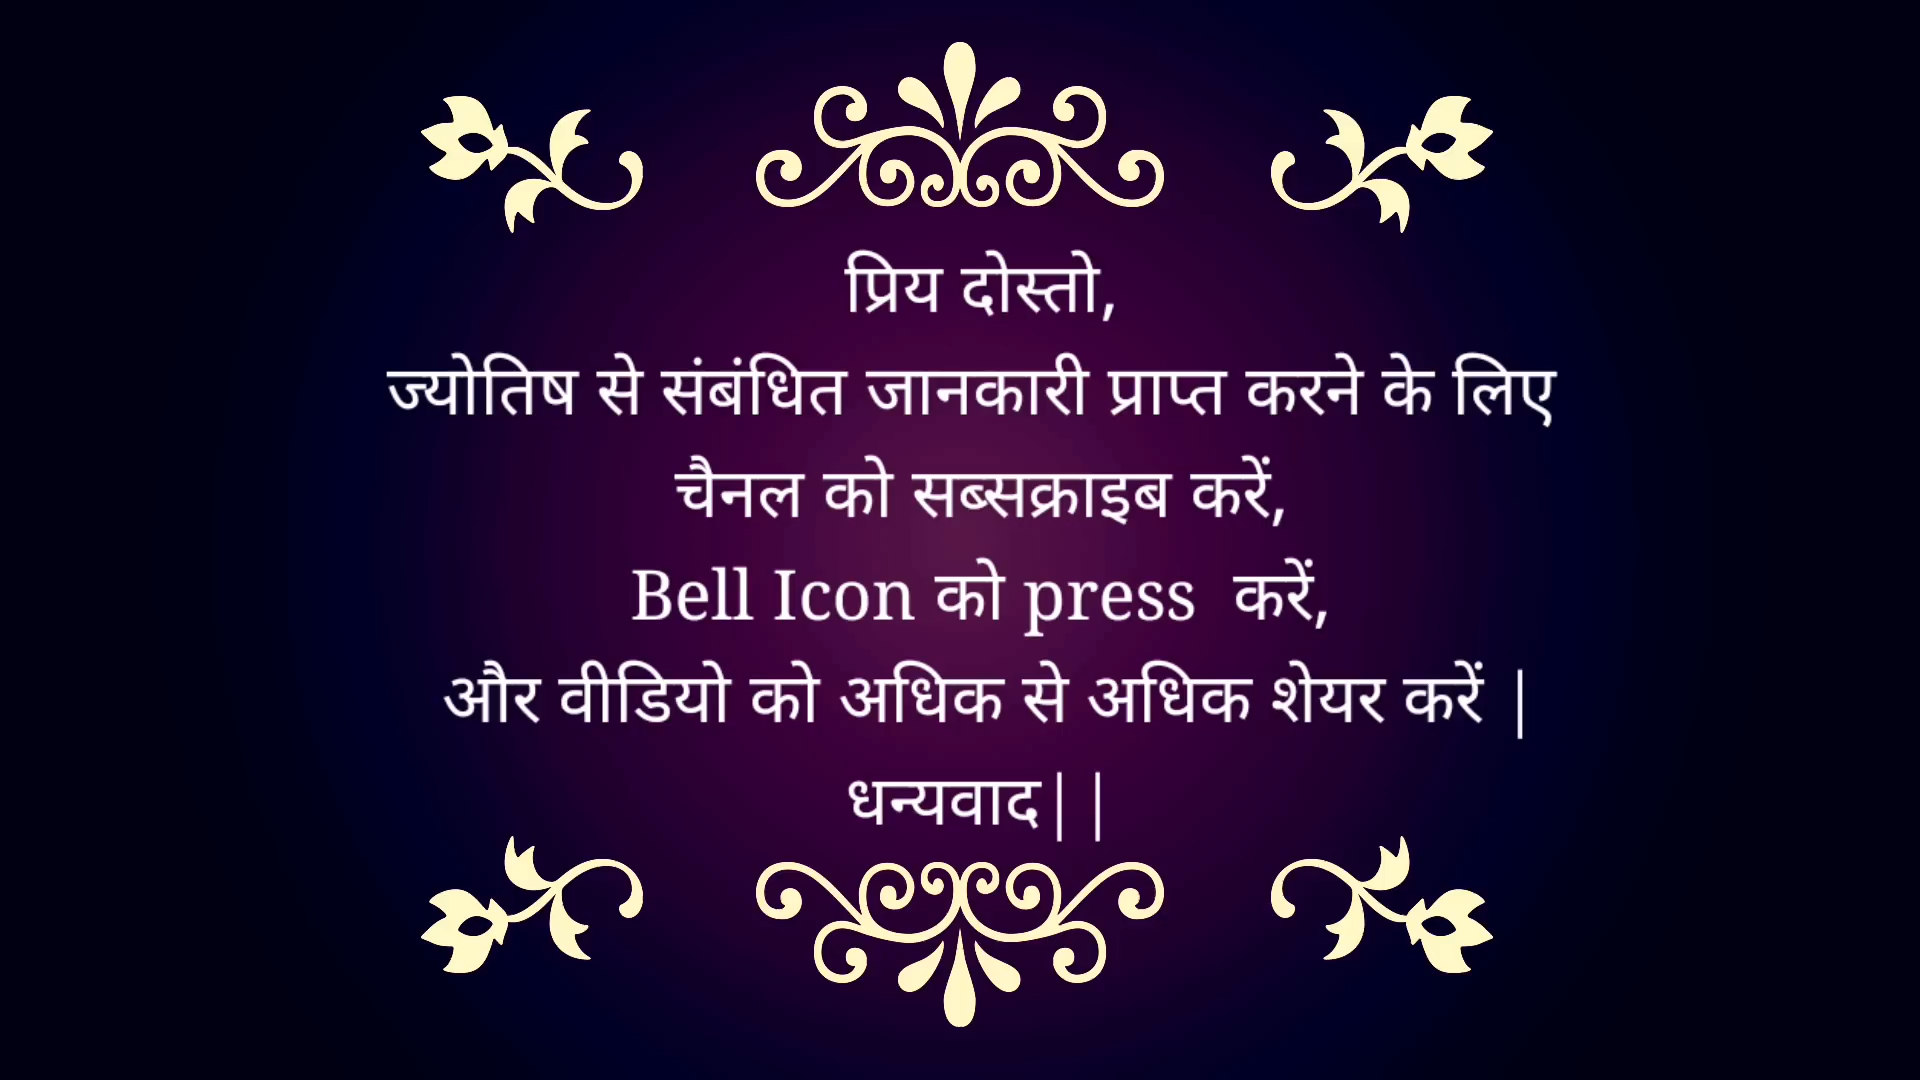 प्रिय दोस्तो,
ज्योतिष से संबंधित जानकारी प्राप्त करने के लिए
चैनल को सब्सक्राइब करें,
Bell Icon को press  करें,
और वीडियो को अधिक से अधिक शेयर करें |
धन्यवाद||